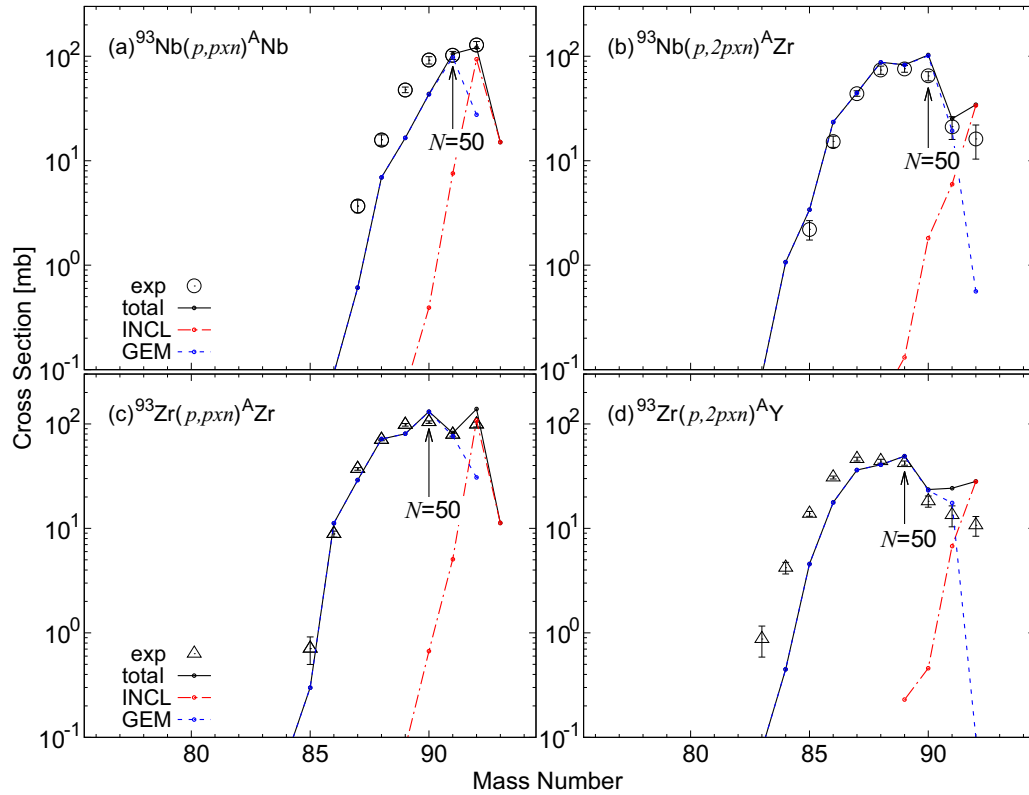 (a)⁹³Nb(p,pxn)ᴬNb
(b)⁹³Nb(p,2pxn)ᴬZr
10²
10¹
10⁰
10⁻¹
N=50
exp
total
INCL
GEM
10²
10¹
10⁰
10⁻¹
N=50
(c)⁹³Zr(p,pxn)ᴬZr
(d)⁹³Zr(p,2pxn)ᴬY
10²
10¹
10⁰
10⁻¹
N=50
exp
total
INCL
GEM
10²
10¹
10⁰
10⁻¹
N=50
80 85 90
80 85 90
Cross Section [mb]
Mass Number